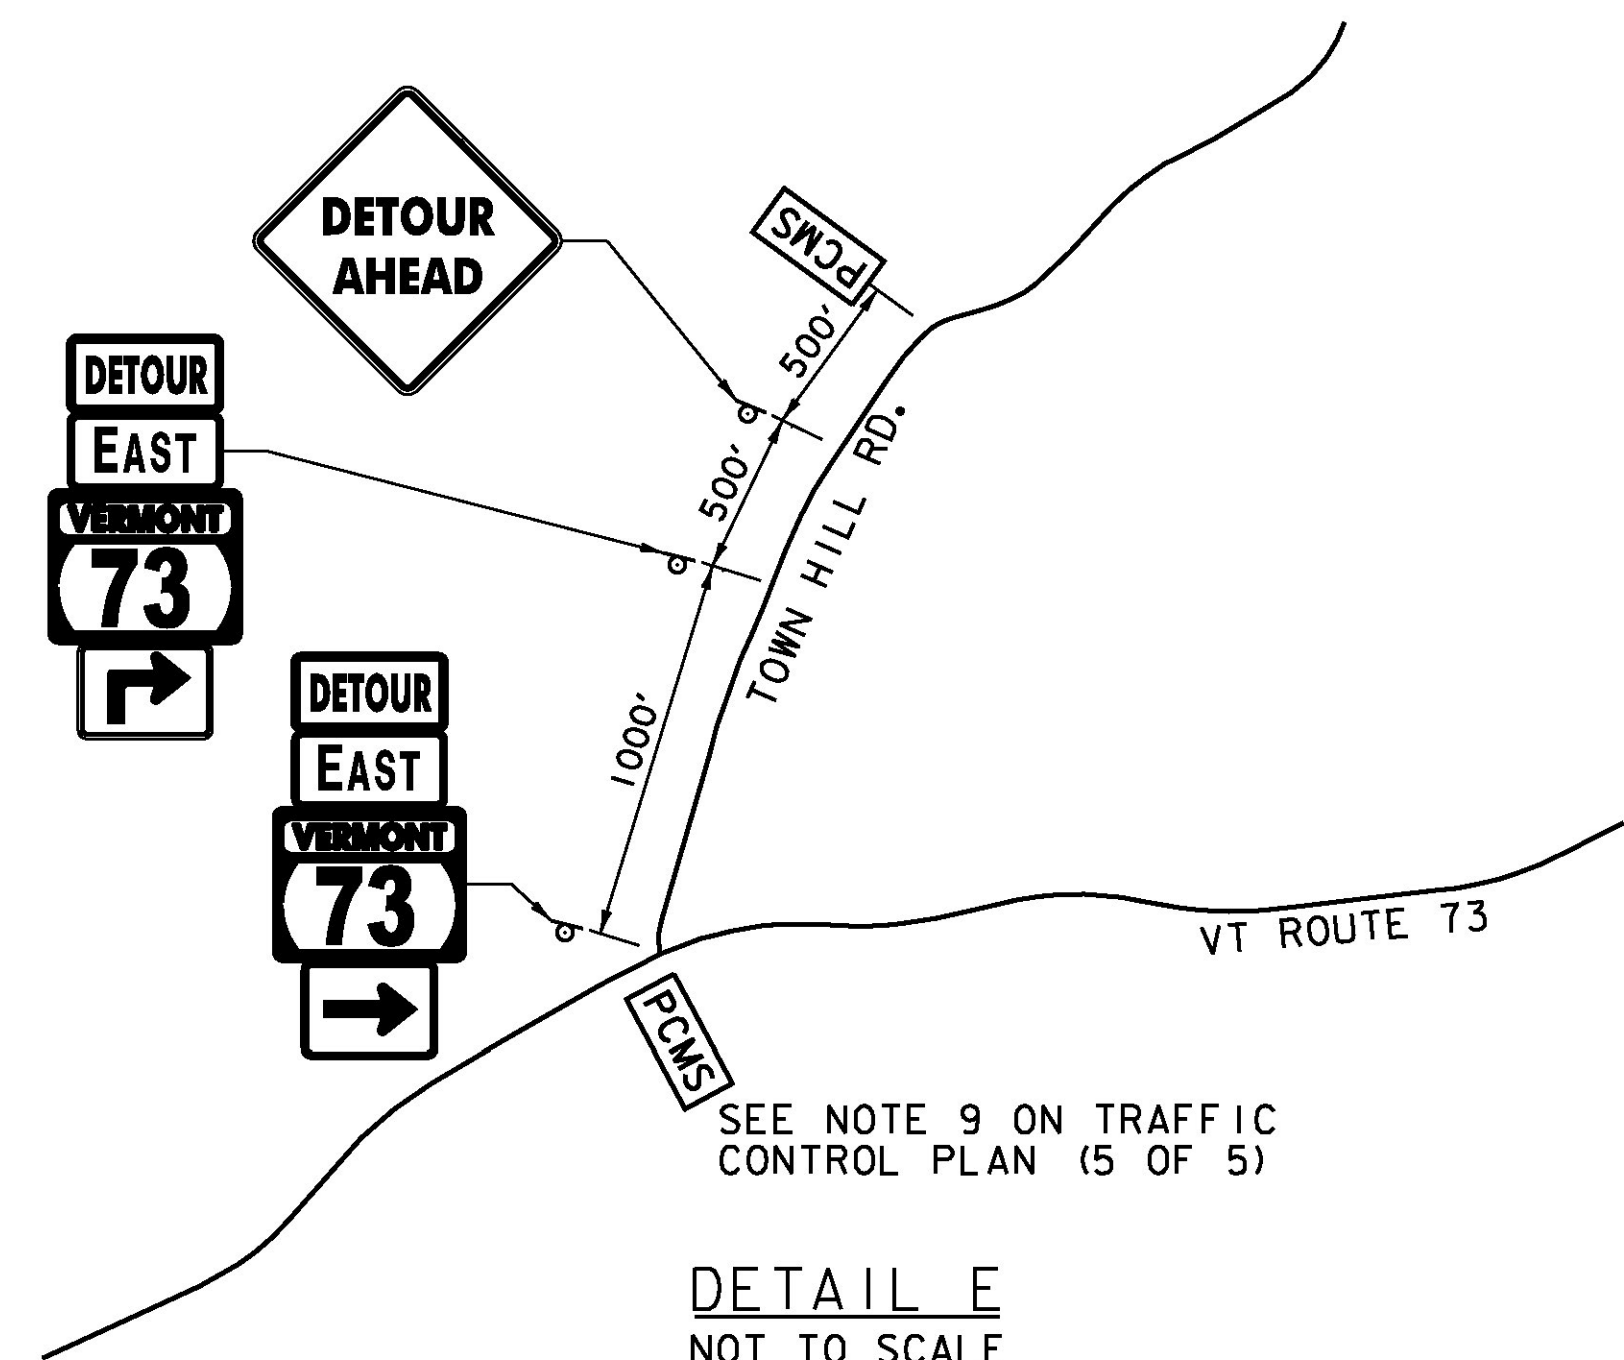 DETOUR
AHEAD
PCMS
500'
DETOUR
EAST
VERMONT
73
500'
TOWN HILL RD.
DETOUR
EAST
VERMONT
73
1000'
VT ROUTE 73
PCMS
SEE NOTE 9 ON TRAFFIC
CONTROL PLAN (5 OF 5)
DETAIL E
NOT TO SCALE